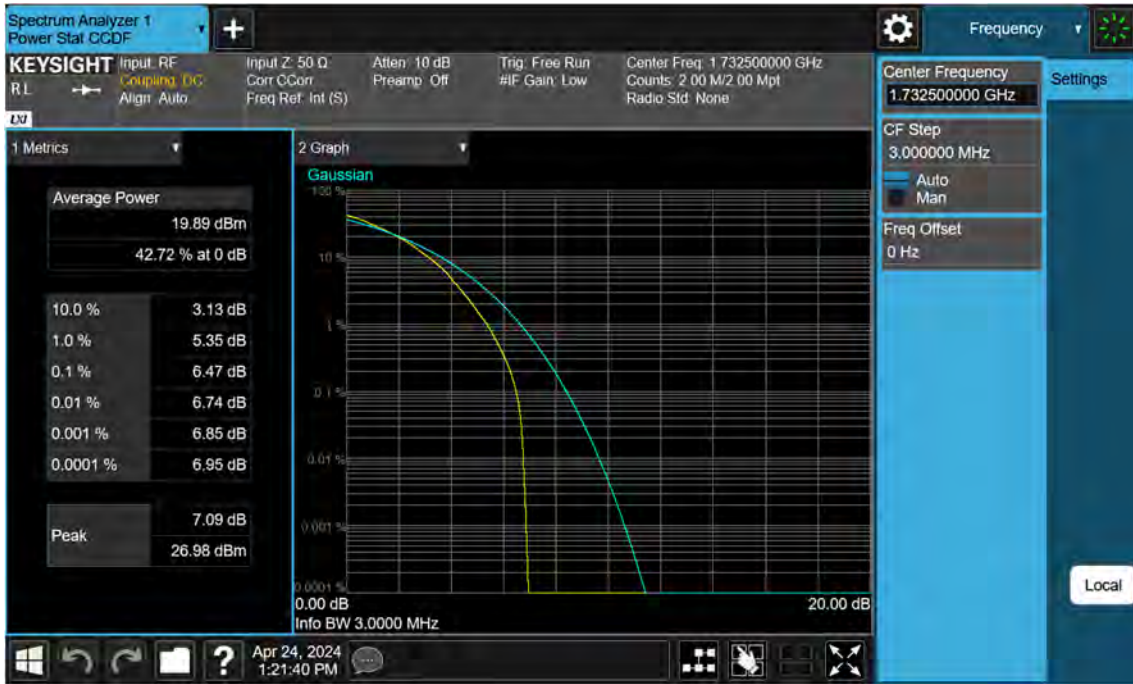 Spectrum Analyzer 1
Power Stat CCDF
+
Frequency
KEYSIGHT
R L
LXI
Input: RF
Coupling: DC
Align: Auto
Input Z: 50 Ω
Corr CCorr
Freq Ref: Int (S)
Atten: 10 dB
Preamp: Off
Trig: Free Run
#IF Gain: Low
Center Freq: 1.732500000 GHz
Counts: 2.00 M/2.00 Mpt
Radio Std: None
Center Frequency
1.732500000 GHz
Settings
CF Step
3.000000 MHz
Auto
Man
Freq Offset
0 Hz
Local
1 Metrics
Average Power
19.89 dBm
42.72 % at 0 dB
10.0 % 3.13 dB
1.0 % 5.35 dB
0.1 % 6.47 dB
0.01 % 6.74 dB
0.001 % 6.85 dB
0.0001 % 6.95 dB
Peak
7.09 dB
26.98 dBm
2 Graph
Gaussian
100 %
10 %
1 %
0.1 %
0.01 %
0.001 %
0.0001 %
0.00 dB 20.00 dB
Info BW 3.0000 MHz
?
Apr 24, 2024
1:21:40 PM